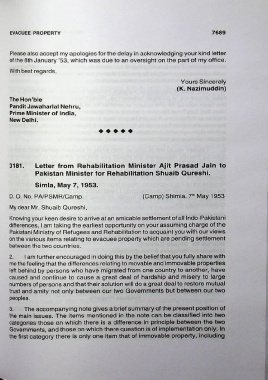 EVACUEE PROPERTY 7689
Please also accept my apologies for the delay in acknowledging your kind letter
of the 8th January '53, which was due to an oversight on the part of my office.
With best regards,
Yours Sincerely
(K. Nazimuddin)
The Hon'ble
Pandit Jawaharlal Nehru,
Prime Minister of India,
New Delhi.
◆ ◆ ◆ ◆ ◆
3181. Letter from Rehabilitation Minister Ajit Prasad Jain to
Pakistan Minister for Rehabilitation Shuaib Qureshi.
Simla, May 7, 1953.
D. O. No. PA/PSMR/Camp (Camp) Shimla. 7th May 1953
My dear Mr. Shuaib Qureshi,
Knowing your keen desire to arrive at an amicable settlement of all Indo Pakistani
differences, I am taking the earliest opportunity on your assuming charge of the
Pakistani Ministry of Refugees and Rehabilitation to acquaint you with our views
on the various items relating to evacuee property which are pending settlement
between the two countries.
2. I am further encouraged in doing this by the belief that you fully share with
me the feeling that the differences relating to movable and immovable properties
left behind by persons who have migrated from one country to another, have
caused and continue to cause a great deal of hardship and misery to large
numbers of persons and that their solution will do a great deal to restore mutual
trust and amity not only between our two Governments but between our two
peoples.
3. The accompanying note gives a brief summary of the present position of
the main issues. The items mentioned in the note can be classified into two
categories those on which there is a difference in principle between the two
Governments, and those on which there question is of implementation only. In
the first category there is only one item that of immovable property, including